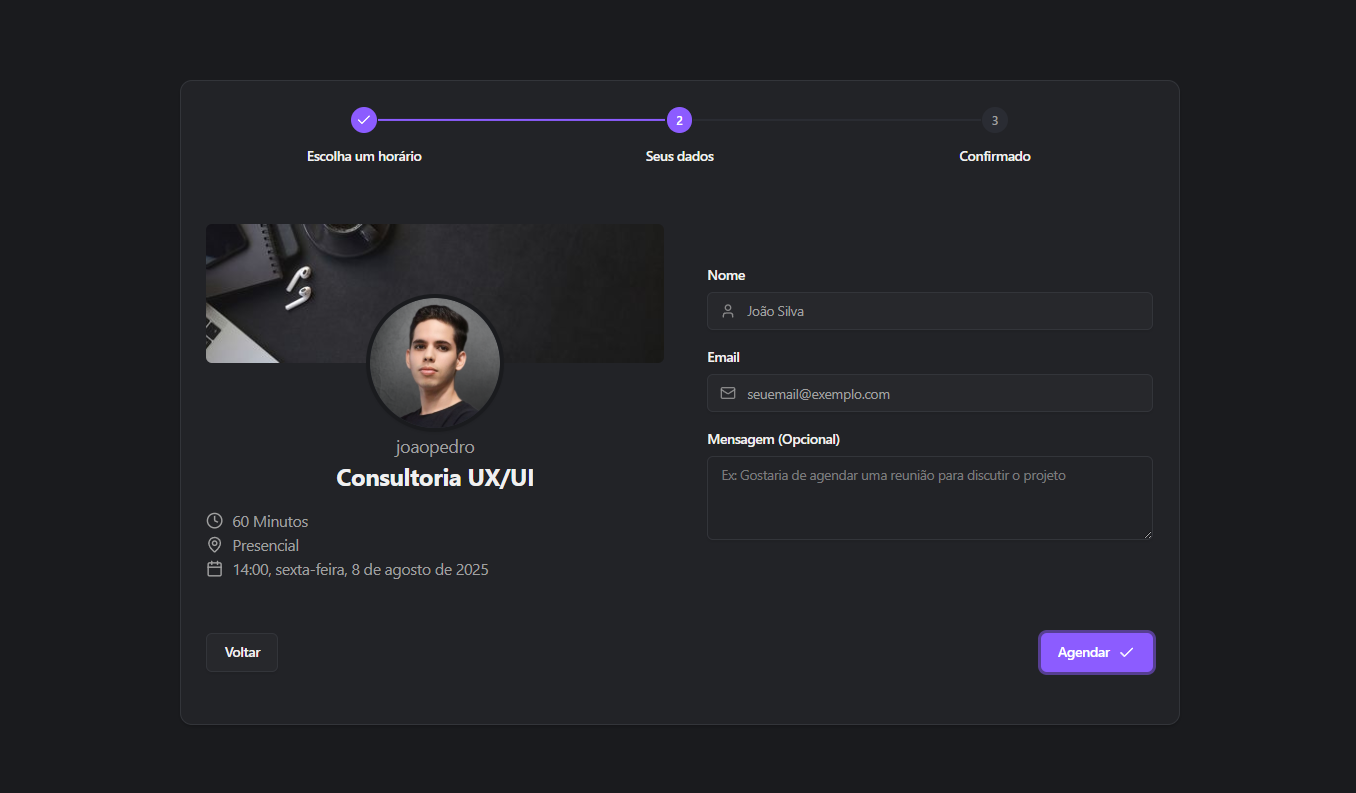 2
3
Escolha um horário
Seus dados
Confirmado
joaopedro
Consultoria UX/UI
60 Minutos
Presencial
14:00, sexta-feira, 8 de agosto de 2025
Nome
João Silva
Email
seuemail@exemplo.com
Mensagem (Opcional)
Ex: Gostaria de agendar uma reunião para discutir o projeto
Voltar
Agendar